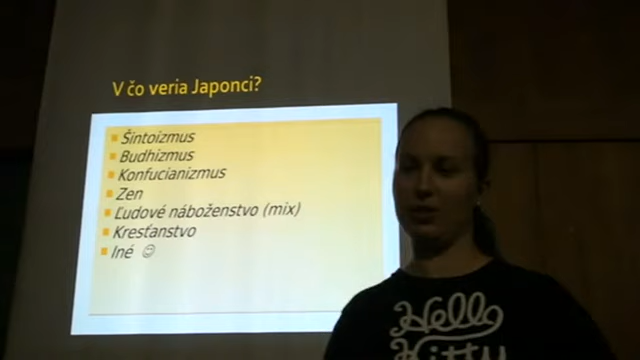 V čo veria Japonci?
Šintoizmus
Budhizmus
Konfucianizmus
Zen
Ľudové náboženstvo (mix)
Kresťanstvo
Iné ☺
Hello
Kitty